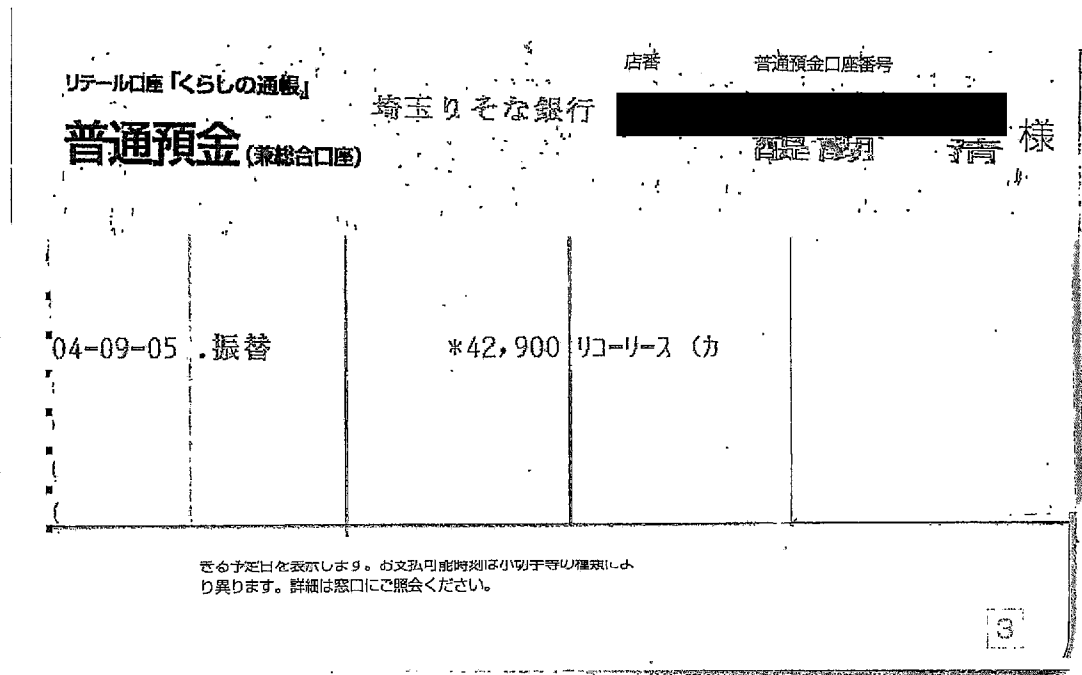 店番 普通預金口座番号
リテール口座『くらしの通帳』
埼玉りそな銀行
普通預金(兼総合口座)
醍醐 清 様
04-09-05 振替 *42,900 リコーリース(カ
きる予定日を表示します。お支払可能時刻は小切手等の種類によ
り異ります。詳細は窓口にご照会ください。
3